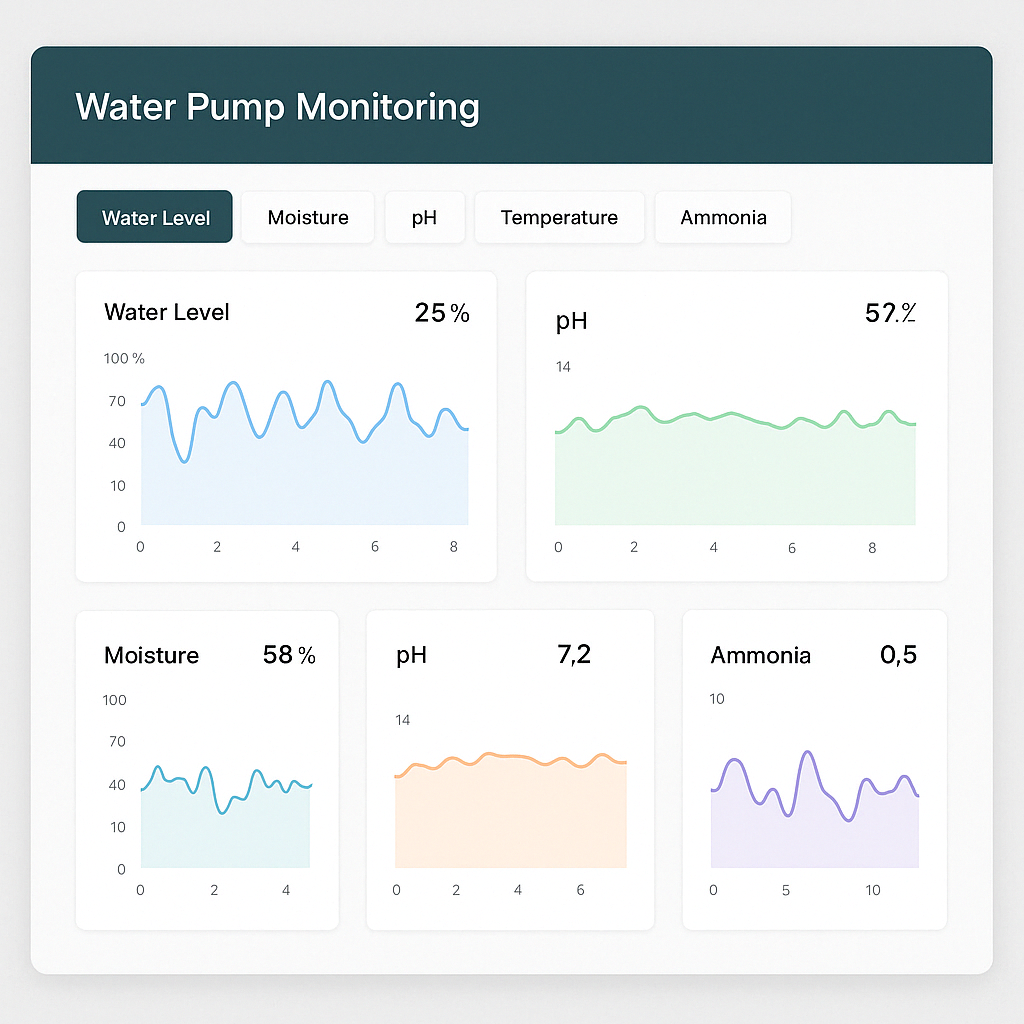 Water Pump Monitoring
Water Level Moisture pH Temperature Ammonia
Water Level 25 %
100 %
70
40
10
0
0 2 4 6 8
pH
14
0 2 4 6 8
Moisture 58 %
100
70
40
10
0
0 2 4
pH 7,2
14
0 2 4 6
Ammonia 0,5
10
0 5 10